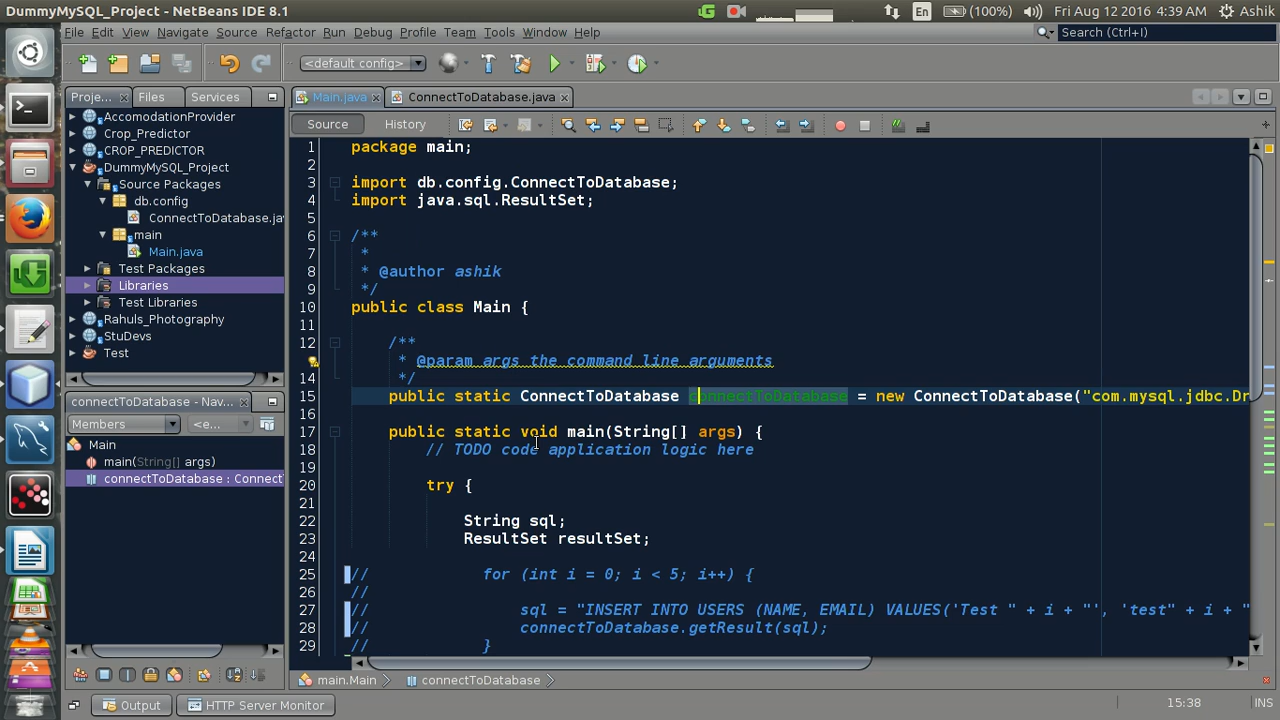 DummyMySQL_Project - NetBeans IDE 8.1
En (100%) Fri Aug 12 2016 4:39 AM Ashik
File Edit View Navigate Source Refactor Run Debug Profile Team Tools Window Help
Search (Ctrl+I)
<default config>
Proje... Files Services
Main.java ConnectToDatabase.java
AccomodationProvider
Crop_Predictor
CROP_PREDICTOR
DummyMySQL_Project
Source Packages
db.config
ConnectToDatabase.jav
main
Main.java
Test Packages
Libraries
Test Libraries
Rahuls_Photography
StuDevs
Test
connectToDatabase - Nav...
Members <e...
Main
main(String[] args)
connectToDatabase : ConnectT
Source History
1 package main;
2
3 import db.config.ConnectToDatabase;
4 import java.sql.ResultSet;
5
6 /**
7 *
8 * @author ashik
9 */
10 public class Main {
11
12 /**
* @param args the command line arguments
14 */
15 public static ConnectToDatabase connectToDatabase = new ConnectToDatabase("com.mysql.jdbc.Dr
16
17 public static void main(String[] args) {
18 // TODO code application logic here
19
20 try {
21
22 String sql;
23 ResultSet resultSet;
24
25 // for (int i = 0; i < 5; i++) {
26 //
27 // sql = "INSERT INTO USERS (NAME, EMAIL) VALUES('Test " + i + "', 'test" + i + "
28 // connectToDatabase.getResult(sql);
29 // }
main.Main connectToDatabase
Output HTTP Server Monitor
15:38 INS